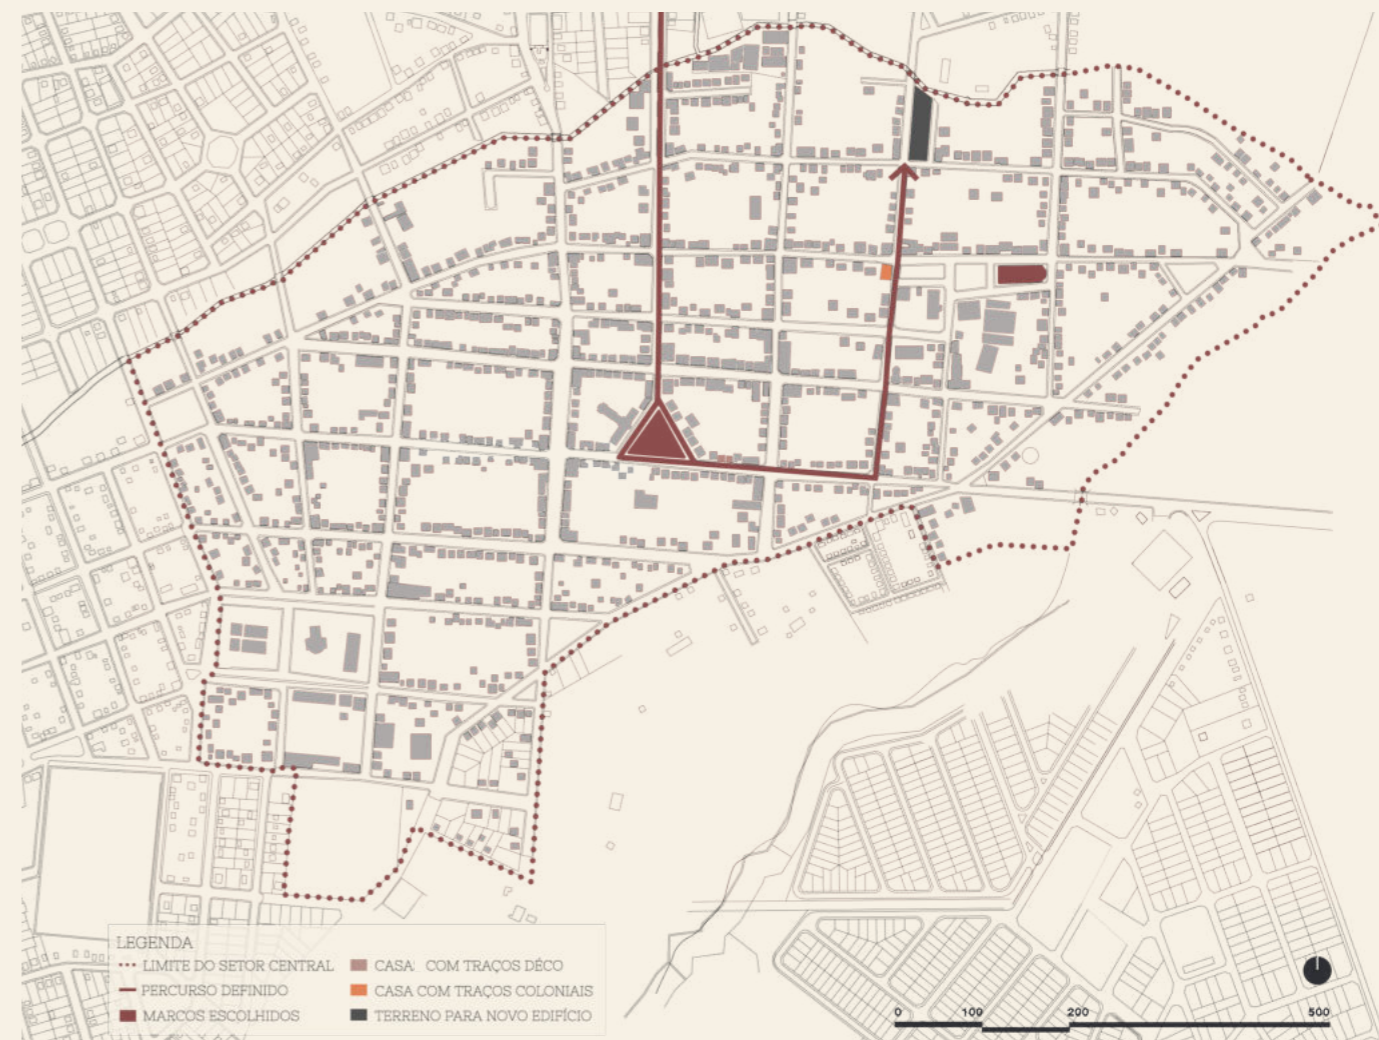 LEGENDA
LIMITE DO SETOR CENTRAL
PERCURSO DEFINIDO
MARCOS ESCOLHIDOS
CASA: COM TRAÇOS DÉCO
CASA COM TRAÇOS COLONIAIS
TERRENO PARA NOVO EDIFÍCIO
0 100 200 500